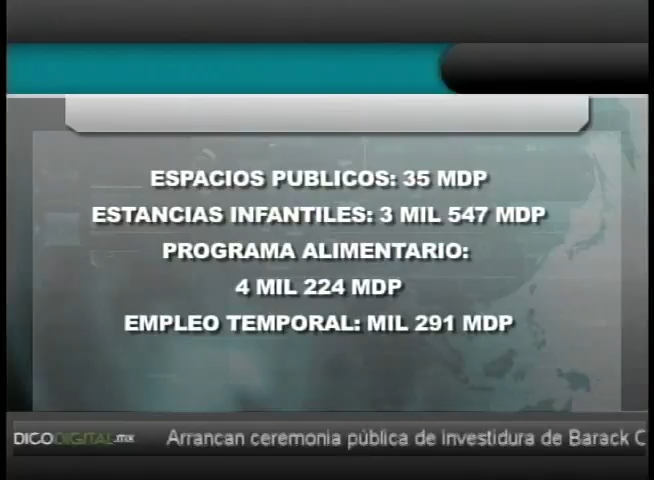 ESPACIOS PUBLICOS: 35 MDP
ESTANCIAS INFANTILES: 3 MIL 547 MDP
PROGRAMA ALIMENTARIO:
4 MIL 224 MDP
EMPLEO TEMPORAL: MIL 291 MDP
DICODIGITAL.mx Arrancan ceremonia pública de investidura de Barack